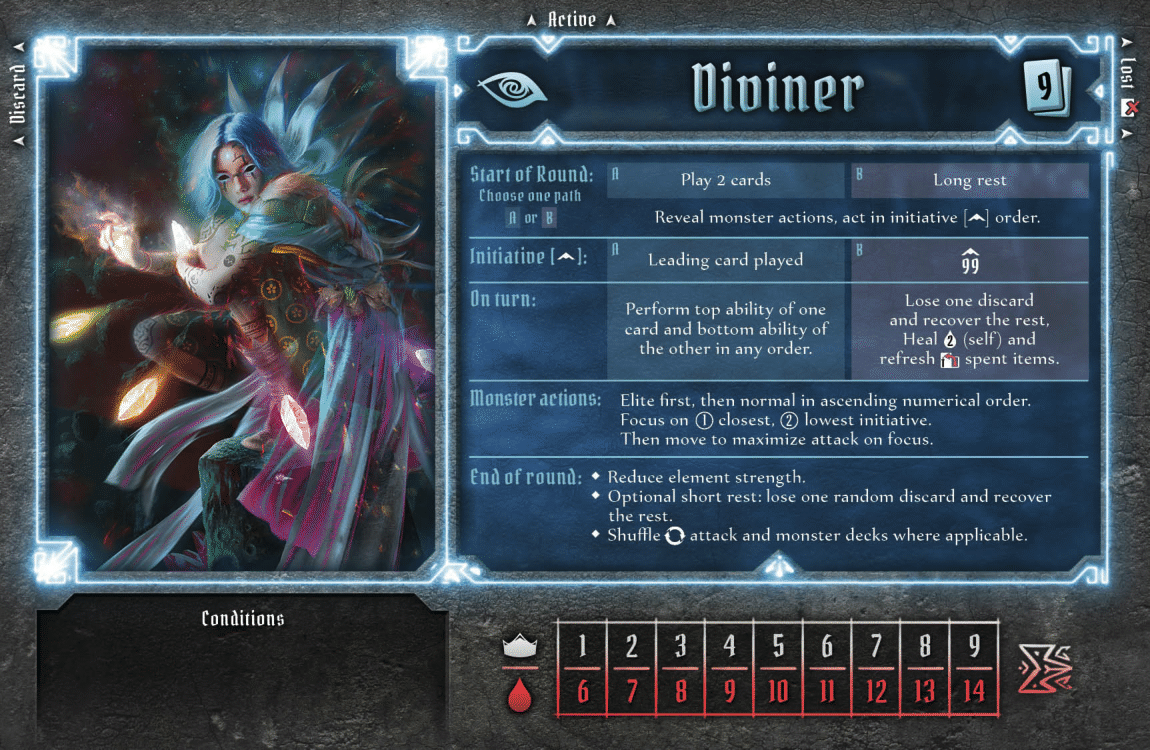 Active
Discard
Lost
Diviner
9
Start of Round:
Choose one path
A or B
A Play 2 cards
B Long rest
Reveal monster actions, act in initiative [ ] order.
Initiative [ ]:
A Leading card played
B 99
On turn:
Perform top ability of one
card and bottom ability of
the other in any order.
Lose one discard
and recover the rest,
Heal 2 (self) and
refresh spent items.
Monster actions:
Elite first, then normal in ascending numerical order.
Focus on ① closest, ② lowest initiative.
Then move to maximize attack on focus.
End of round:
Reduce element strength.
Optional short rest: lose one random discard and recover
the rest.
Shuffle attack and monster decks where applicable.
Conditions
1 2 3 4 5 6 7 8 9
6 7 8 9 10 11 12 13 14